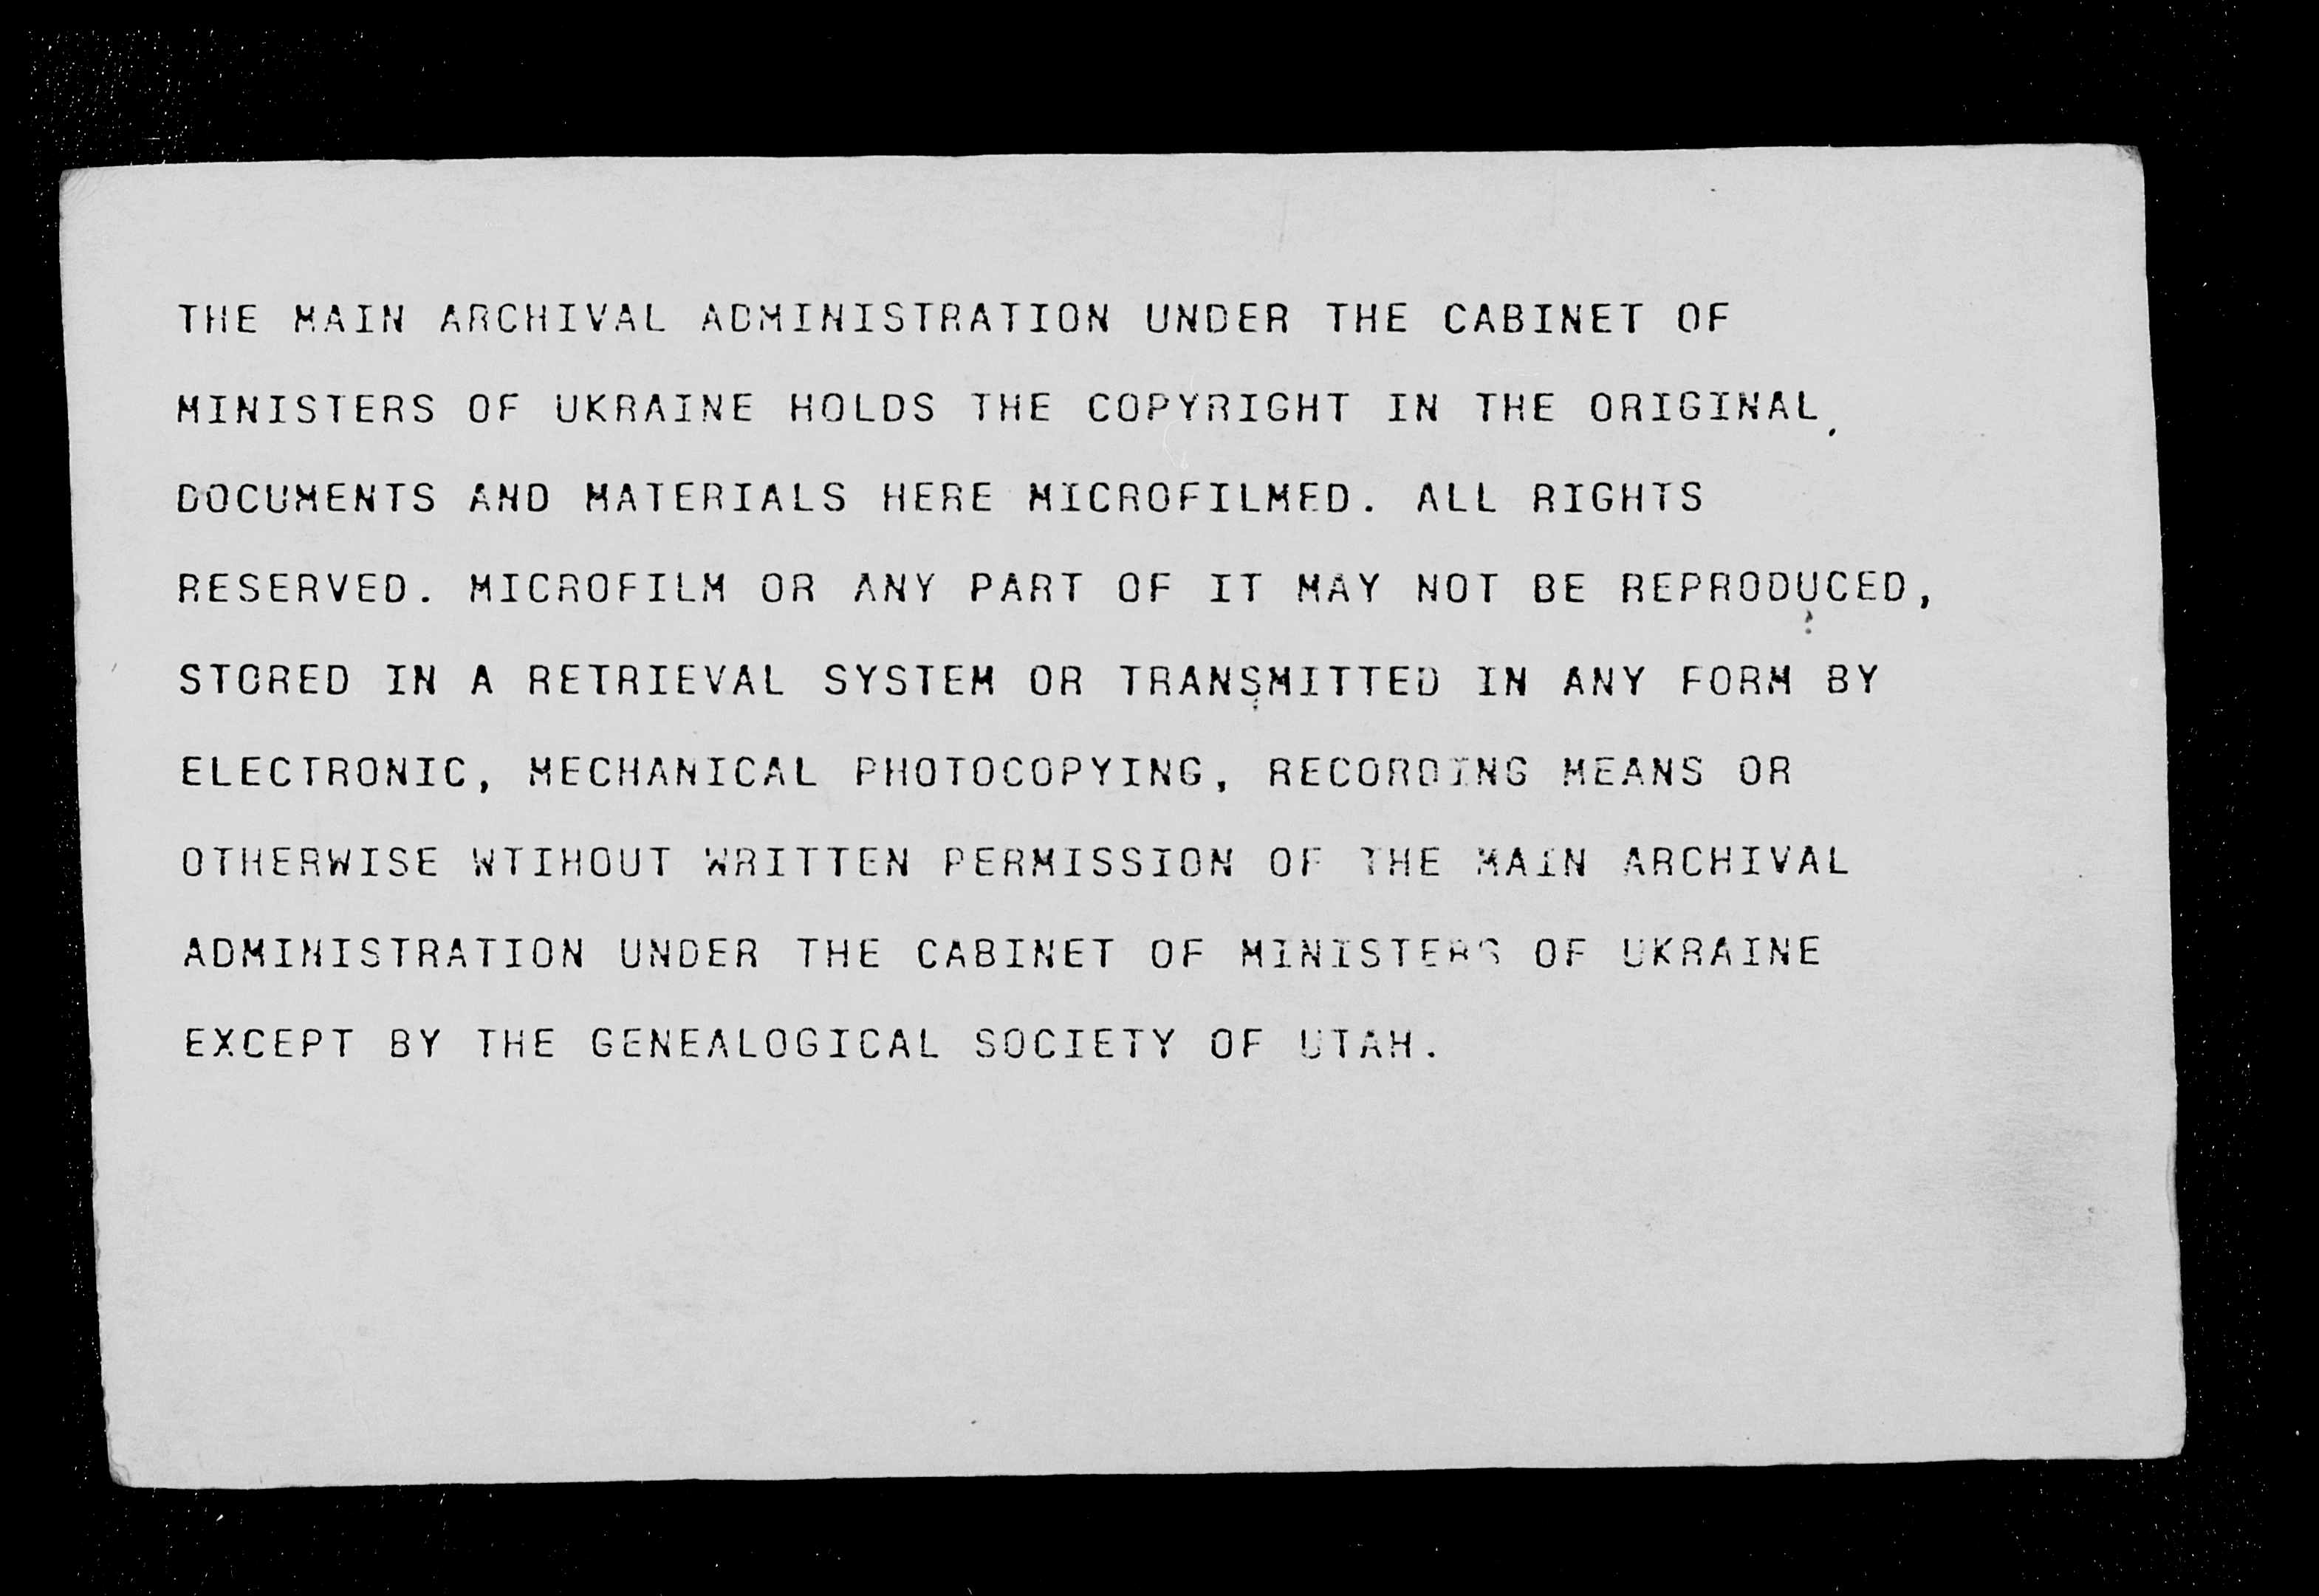 THE MAIN ARCHIVAL ADMINISTRATION UNDER THE CABINET OF
MINISTERS OF UKRAINE HOLDS THE COPYRIGHT IN THE ORIGINAL
DOCUMENTS AND MATERIALS HERE MICROFILMED. ALL RIGHTS
RESERVED. MICROFILM OR ANY PART OF IT MAY NOT BE REPRODUCED,
STORED IN A RETRIEVAL SYSTEM OR TRANSMITTED IN ANY FORM BY
ELECTRONIC, MECHANICAL PHOTOCOPYING, RECORDING MEANS OR
OTHERWISE WTIHOUT WRITTEN PERMISSION OF THE MAIN ARCHIVAL
ADMINISTRATION UNDER THE CABINET OF MINISTERS OF UKRAINE
EXCEPT BY THE GENEALOGICAL SOCIETY OF UTAH.